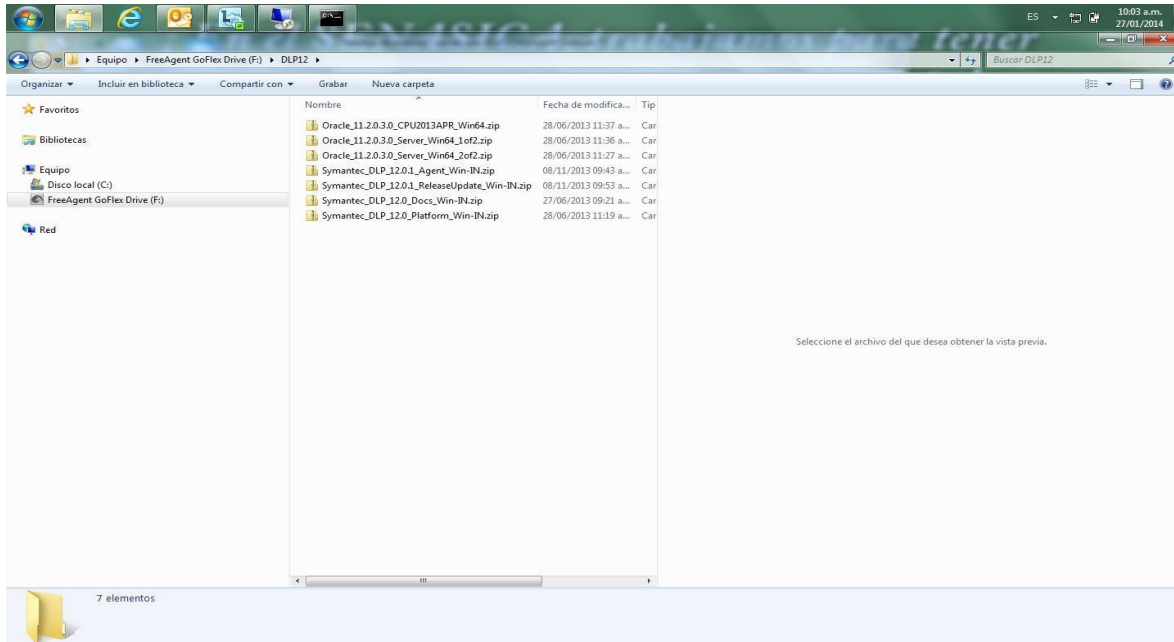 ES
10:03 a.m.
27/01/2014
en SENASICA trabajamos para tener
Equipo ▸ FreeAgent GoFlex Drive (F:) ▸ DLP12
Buscar DLP12
Organizar
Incluir en biblioteca
Compartir con
Grabar
Nueva carpeta
Favoritos
Bibliotecas
Equipo
Disco local (C:)
FreeAgent GoFlex Drive (F:)
Red
Nombre Fecha de modifica... Tip
Oracle_11.2.0.3.0_CPU2013APR_Win64.zip 28/06/2013 11:37 a... Car
Oracle_11.2.0.3.0_Server_Win64_1of2.zip 28/06/2013 11:36 a... Car
Oracle_11.2.0.3.0_Server_Win64_2of2.zip 28/06/2013 11:27 a... Car
Symantec_DLP_12.0.1_Agent_Win-IN.zip 08/11/2013 09:43 a... Car
Symantec_DLP_12.0.1_ReleaseUpdate_Win-IN.zip 08/11/2013 09:53 a... Car
Symantec_DLP_12.0_Docs_Win-IN.zip 27/06/2013 09:21 a... Car
Symantec_DLP_12.0_Platform_Win-IN.zip 28/06/2013 11:19 a... Car
Seleccione el archivo del que desea obtener la vista previa.
7 elementos